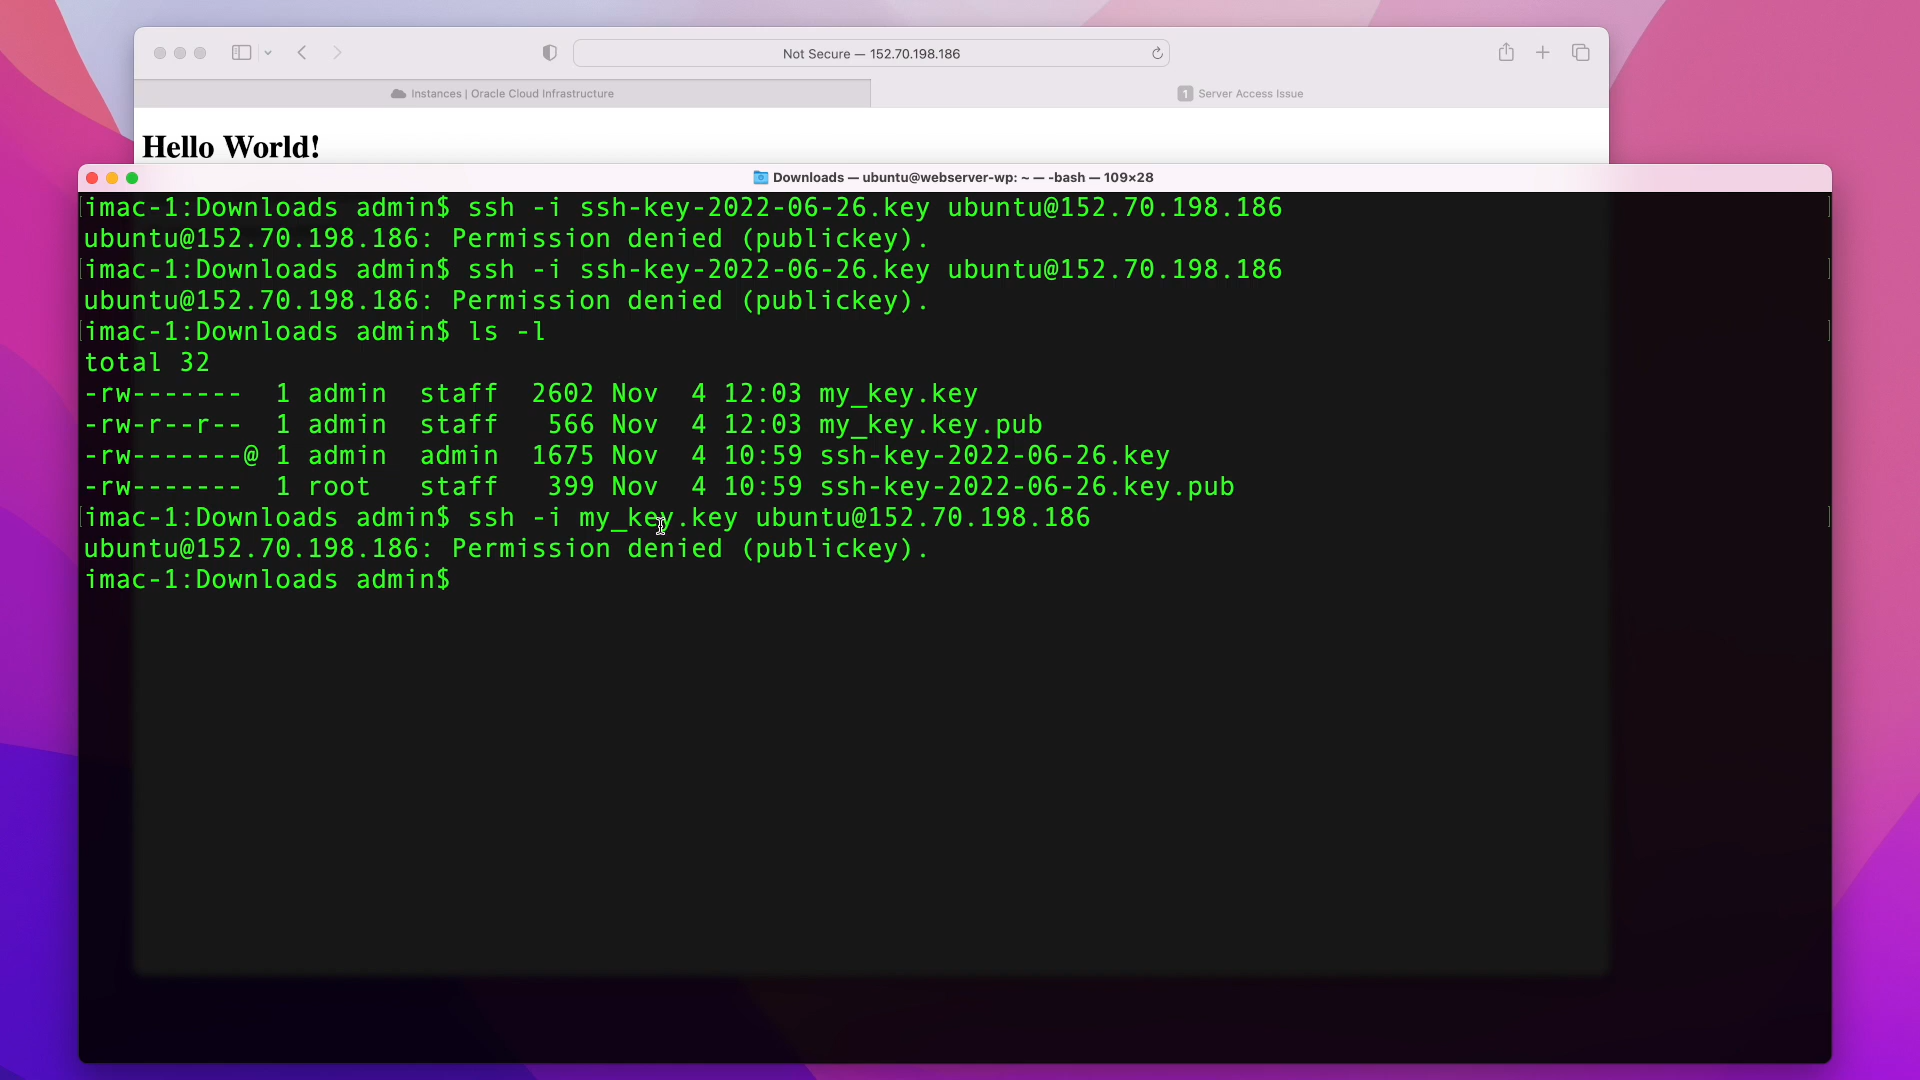 Not Secure — 152.70.198.186
Instances | Oracle Cloud Infrastructure
1 Server Access Issue
Hello World!
Downloads — ubuntu@webserver-wp: ~ — -bash — 109×28
[imac-1:Downloads admin$ ssh -i ssh-key-2022-06-26.key ubuntu@152.70.198.186 ]
ubuntu@152.70.198.186: Permission denied (publickey).
[imac-1:Downloads admin$ ssh -i ssh-key-2022-06-26.key ubuntu@152.70.198.186 ]
ubuntu@152.70.198.186: Permission denied (publickey).
[imac-1:Downloads admin$ ls -l ]
total 32
-rw-------  1 admin  staff  2602 Nov  4 12:03 my_key.key
-rw-r--r--  1 admin  staff   566 Nov  4 12:03 my_key.key.pub
-rw-------@ 1 admin  admin  1675 Nov  4 10:59 ssh-key-2022-06-26.key
-rw-------  1 root   staff   399 Nov  4 10:59 ssh-key-2022-06-26.key.pub
[imac-1:Downloads admin$ ssh -i my_key.key ubuntu@152.70.198.186 ]
ubuntu@152.70.198.186: Permission denied (publickey).
imac-1:Downloads admin$